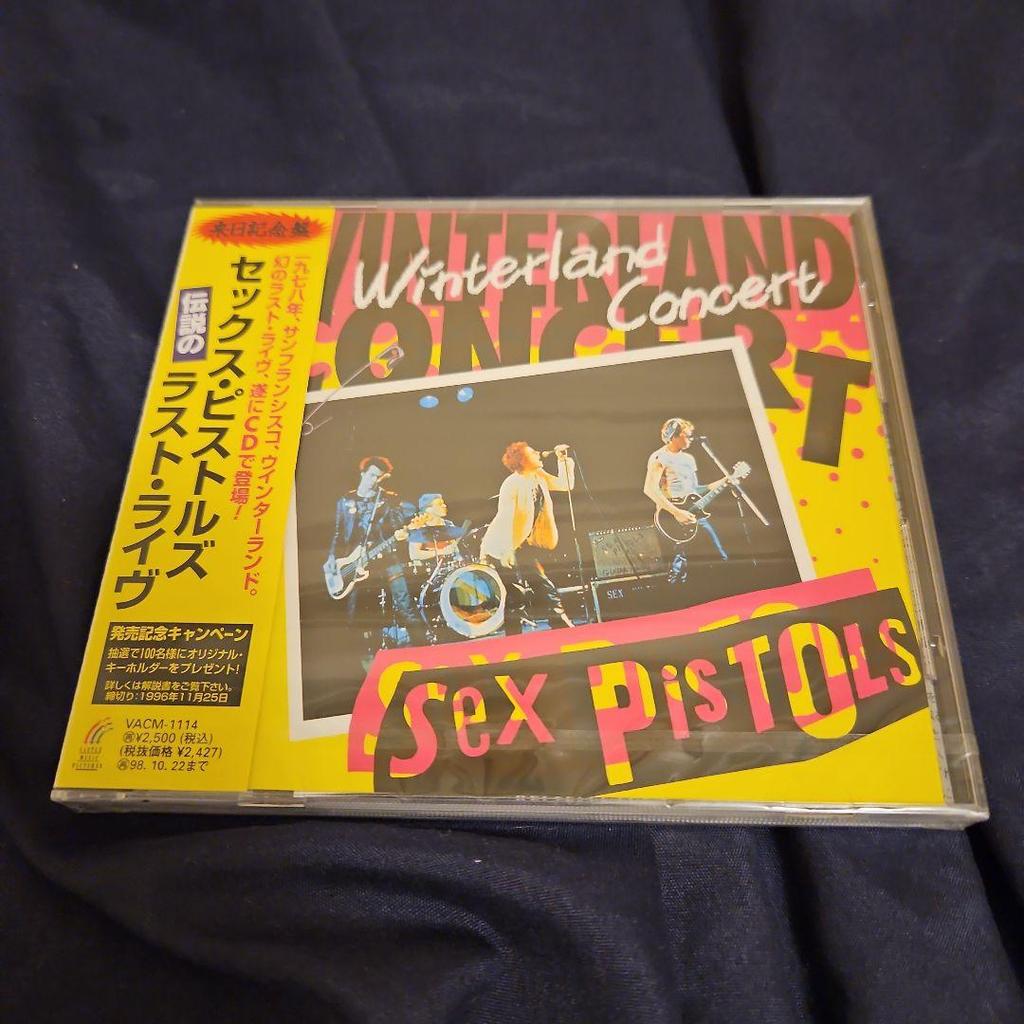 来日記念盤
一九七八年、サンフランシスコ、ウインターランド。
幻のラスト・ライヴ、遂にCDで登場!
セックス・ピストルズ
伝説の ラスト・ライヴ
発売記念キャンペーン
抽選で100名様にオリジナル・
キーホルダーをプレゼント!
詳しくは解説書をご覧下さい。
締切り:1996年11月25日
VACM-1114
㋫¥2,500 (税込)
(税抜価格 ¥2,427)
㋫98. 10. 22まで
CASTLE
MUSIC
PICTURES
WINTERLAND
CONCERT
Winterland
Concert
SEX
Sex PisTOLs